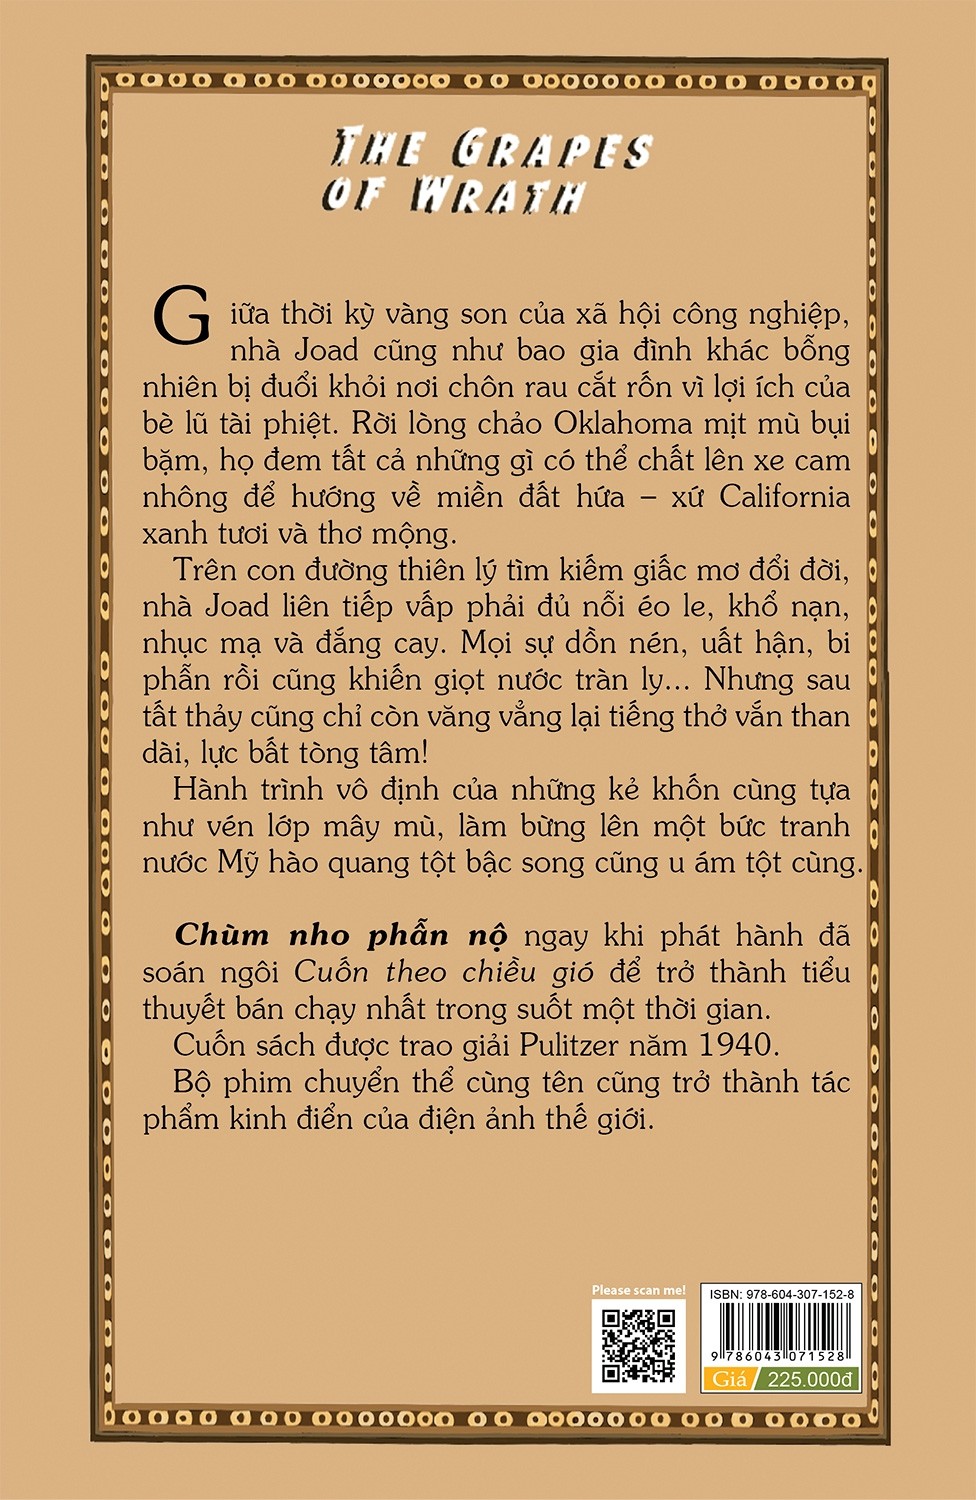 THE GRAPES
OF WRATH
Giữa thời kỳ vàng son của xã hội công nghiệp,
nhà Joad cũng như bao gia đình khác bỗng
nhiên bị đuổi khỏi nơi chôn rau cắt rốn vì lợi ích của
bè lũ tài phiệt. Rời lòng chảo Oklahoma mịt mù bụi
bặm, họ đem tất cả những gì có thể chất lên xe cam
nhông để hướng về miền đất hứa – xứ California
xanh tươi và thơ mộng.
Trên con đường thiên lý tìm kiếm giấc mơ đổi đời,
nhà Joad liên tiếp vấp phải đủ nỗi éo le, khổ nạn,
nhục mạ và đắng cay. Mọi sự dồn nén, uất hận, bi
phẫn rồi cũng khiến giọt nước tràn ly... Nhưng sau
tất thảy cũng chỉ còn văng vẳng lại tiếng thở vắn than
dài, lực bất tòng tâm!
Hành trình vô định của những kẻ khốn cùng tựa
như vén lớp mây mù, làm bừng lên một bức tranh
nước Mỹ hào quang tột bậc song cũng u ám tột cùng.
Chùm nho phẫn nộ ngay khi phát hành đã
soán ngôi Cuốn theo chiều gió để trở thành tiểu
thuyết bán chạy nhất trong suốt một thời gian.
Cuốn sách được trao giải Pulitzer năm 1940.
Bộ phim chuyển thể cùng tên cũng trở thành tác
phẩm kinh điển của điện ảnh thế giới.
Please scan me!
ISBN: 978-604-307-152-8
9 786043 071528
Giá 225.000đ